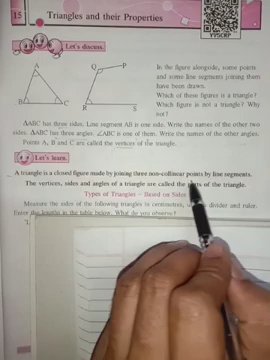 15
Triangles and their Properties
YV5CRP
Let's discuss.
A
B
C
Q
P
R
S
In the figure alongside, some points
and some line segments joining them
have been drawn.
Which of these figures is a triangle?
Which figure is not a triangle? Why
not?
ΔABC has three sides. Line segment AB is one side. Write the names of the other two
sides. ΔABC has three angles. ∠ABC is one of them. Write the names of the other angles.
Points A, B and C are called the vertices of the triangle.
Let's learn.
A triangle is a closed figure made by joining three non-collinear points by line segments.
The vertices, sides and angles of a triangle are called the parts of the triangle.
Types of Triangles - Based on Sides
Measure the sides of the following triangles in centimetres, divider and ruler.
Enter the lengths in the table below. What do you observe?